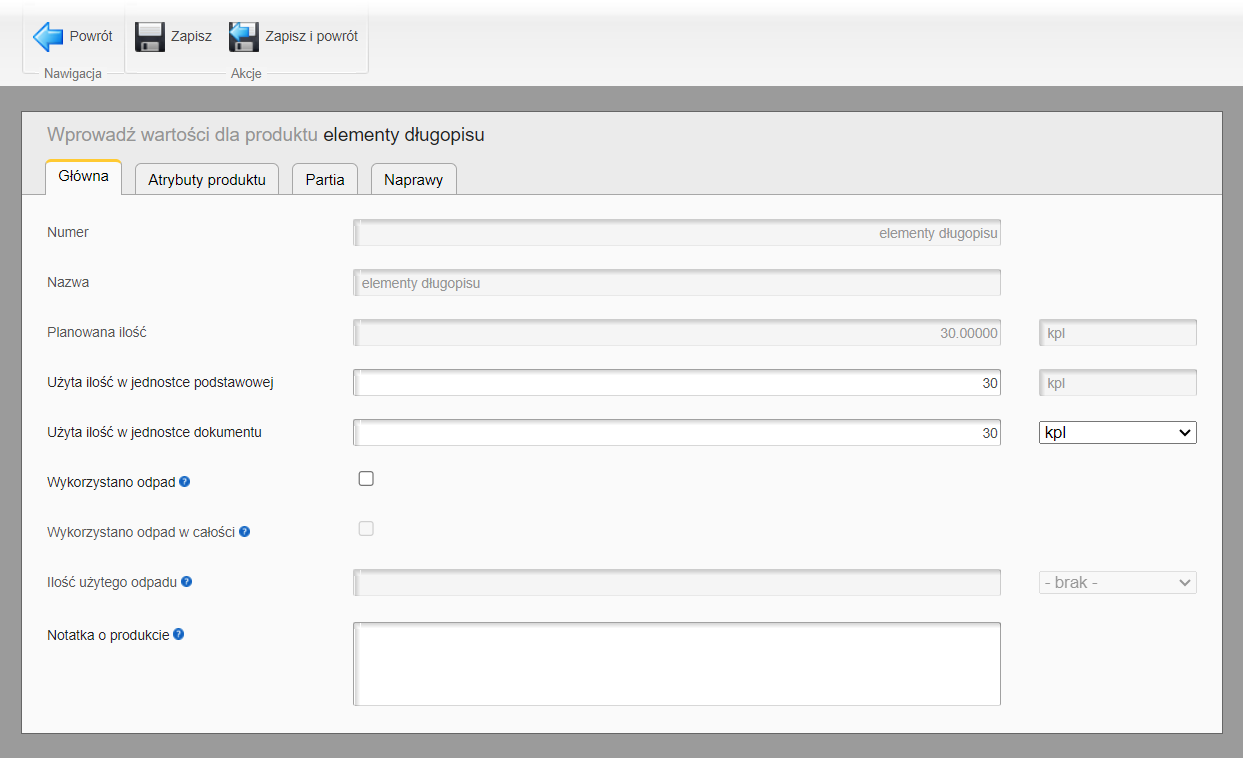 Powrót Zapisz Zapisz i powrót
Nawigacja Akcje
Wprowadź wartości dla produktu elementy długopisu
Główna Atrybuty produktu Partia Naprawy
Numer elementy długopisu
Nazwa elementy długopisu
Planowana ilość 30.00000 kpl
Użyta ilość w jednostce podstawowej 30 kpl
Użyta ilość w jednostce dokumentu 30 kpl
Wykorzystano odpad ?
Wykorzystano odpad w całości ?
Ilość użytego odpadu ? - brak -
Notatka o produkcie ?